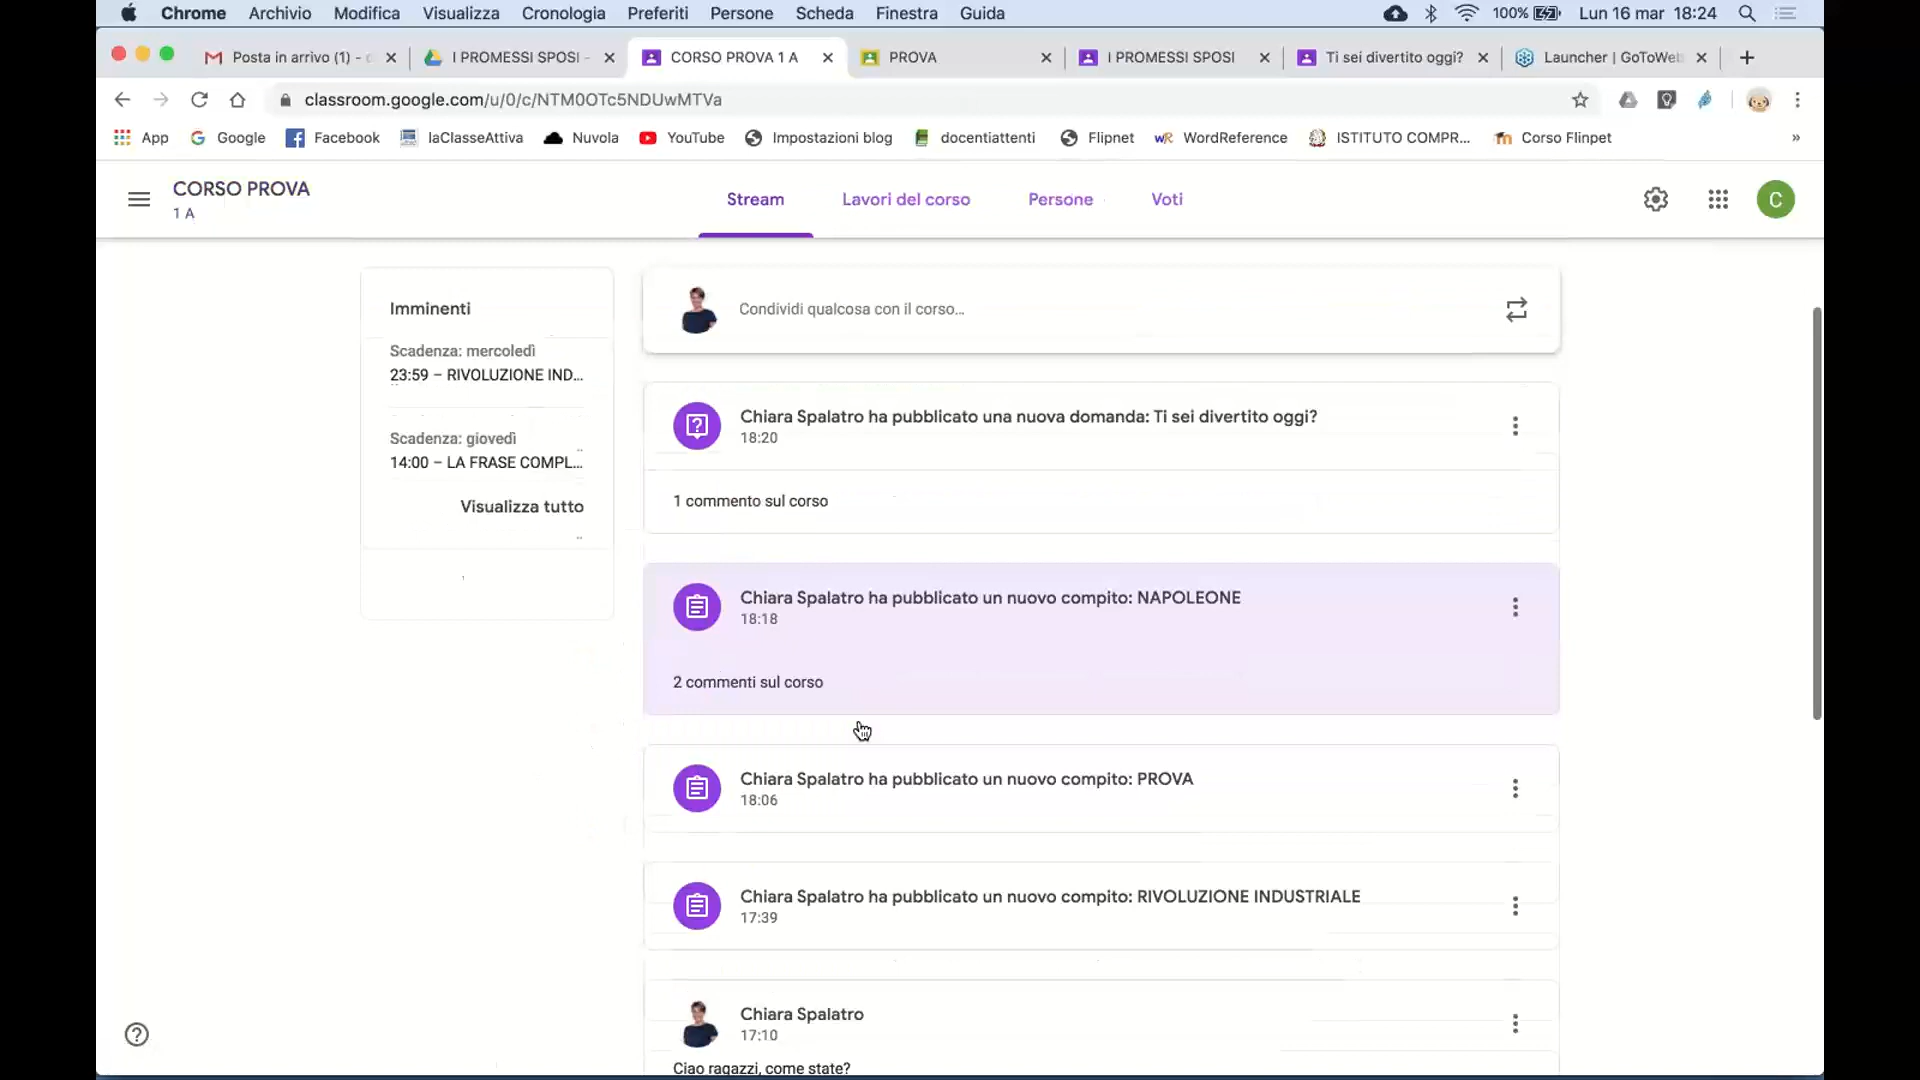 Chrome Archivio Modifica Visualizza Cronologia Preferiti Persone Scheda Finestra Guida 100% Lun 16 mar 18:24
Posta in arrivo (1) - I PROMESSI SPOSI - CORSO PROVA 1 A PROVA I PROMESSI SPOSI Ti sei divertito oggi? Launcher | GoToWeb
classroom.google.com/u/0/c/NTM0OTc5NDUwMTVa
App Google Facebook laClasseAttiva Nuvola YouTube Impostazioni blog docentiattenti Flipnet WordReference ISTITUTO COMPR... Corso Flinpet »
CORSO PROVA
1 A
Stream Lavori del corso Persone Voti
C
Imminenti
Scadenza: mercoledì
23:59 – RIVOLUZIONE IND...
Scadenza: giovedì
14:00 – LA FRASE COMPL...
Visualizza tutto
Condividi qualcosa con il corso...
Chiara Spalatro ha pubblicato una nuova domanda: Ti sei divertito oggi?
18:20
1 commento sul corso
Chiara Spalatro ha pubblicato un nuovo compito: NAPOLEONE
18:18
2 commenti sul corso
Chiara Spalatro ha pubblicato un nuovo compito: PROVA
18:06
Chiara Spalatro ha pubblicato un nuovo compito: RIVOLUZIONE INDUSTRIALE
17:39
Chiara Spalatro
17:10
Ciao ragazzi, come state?